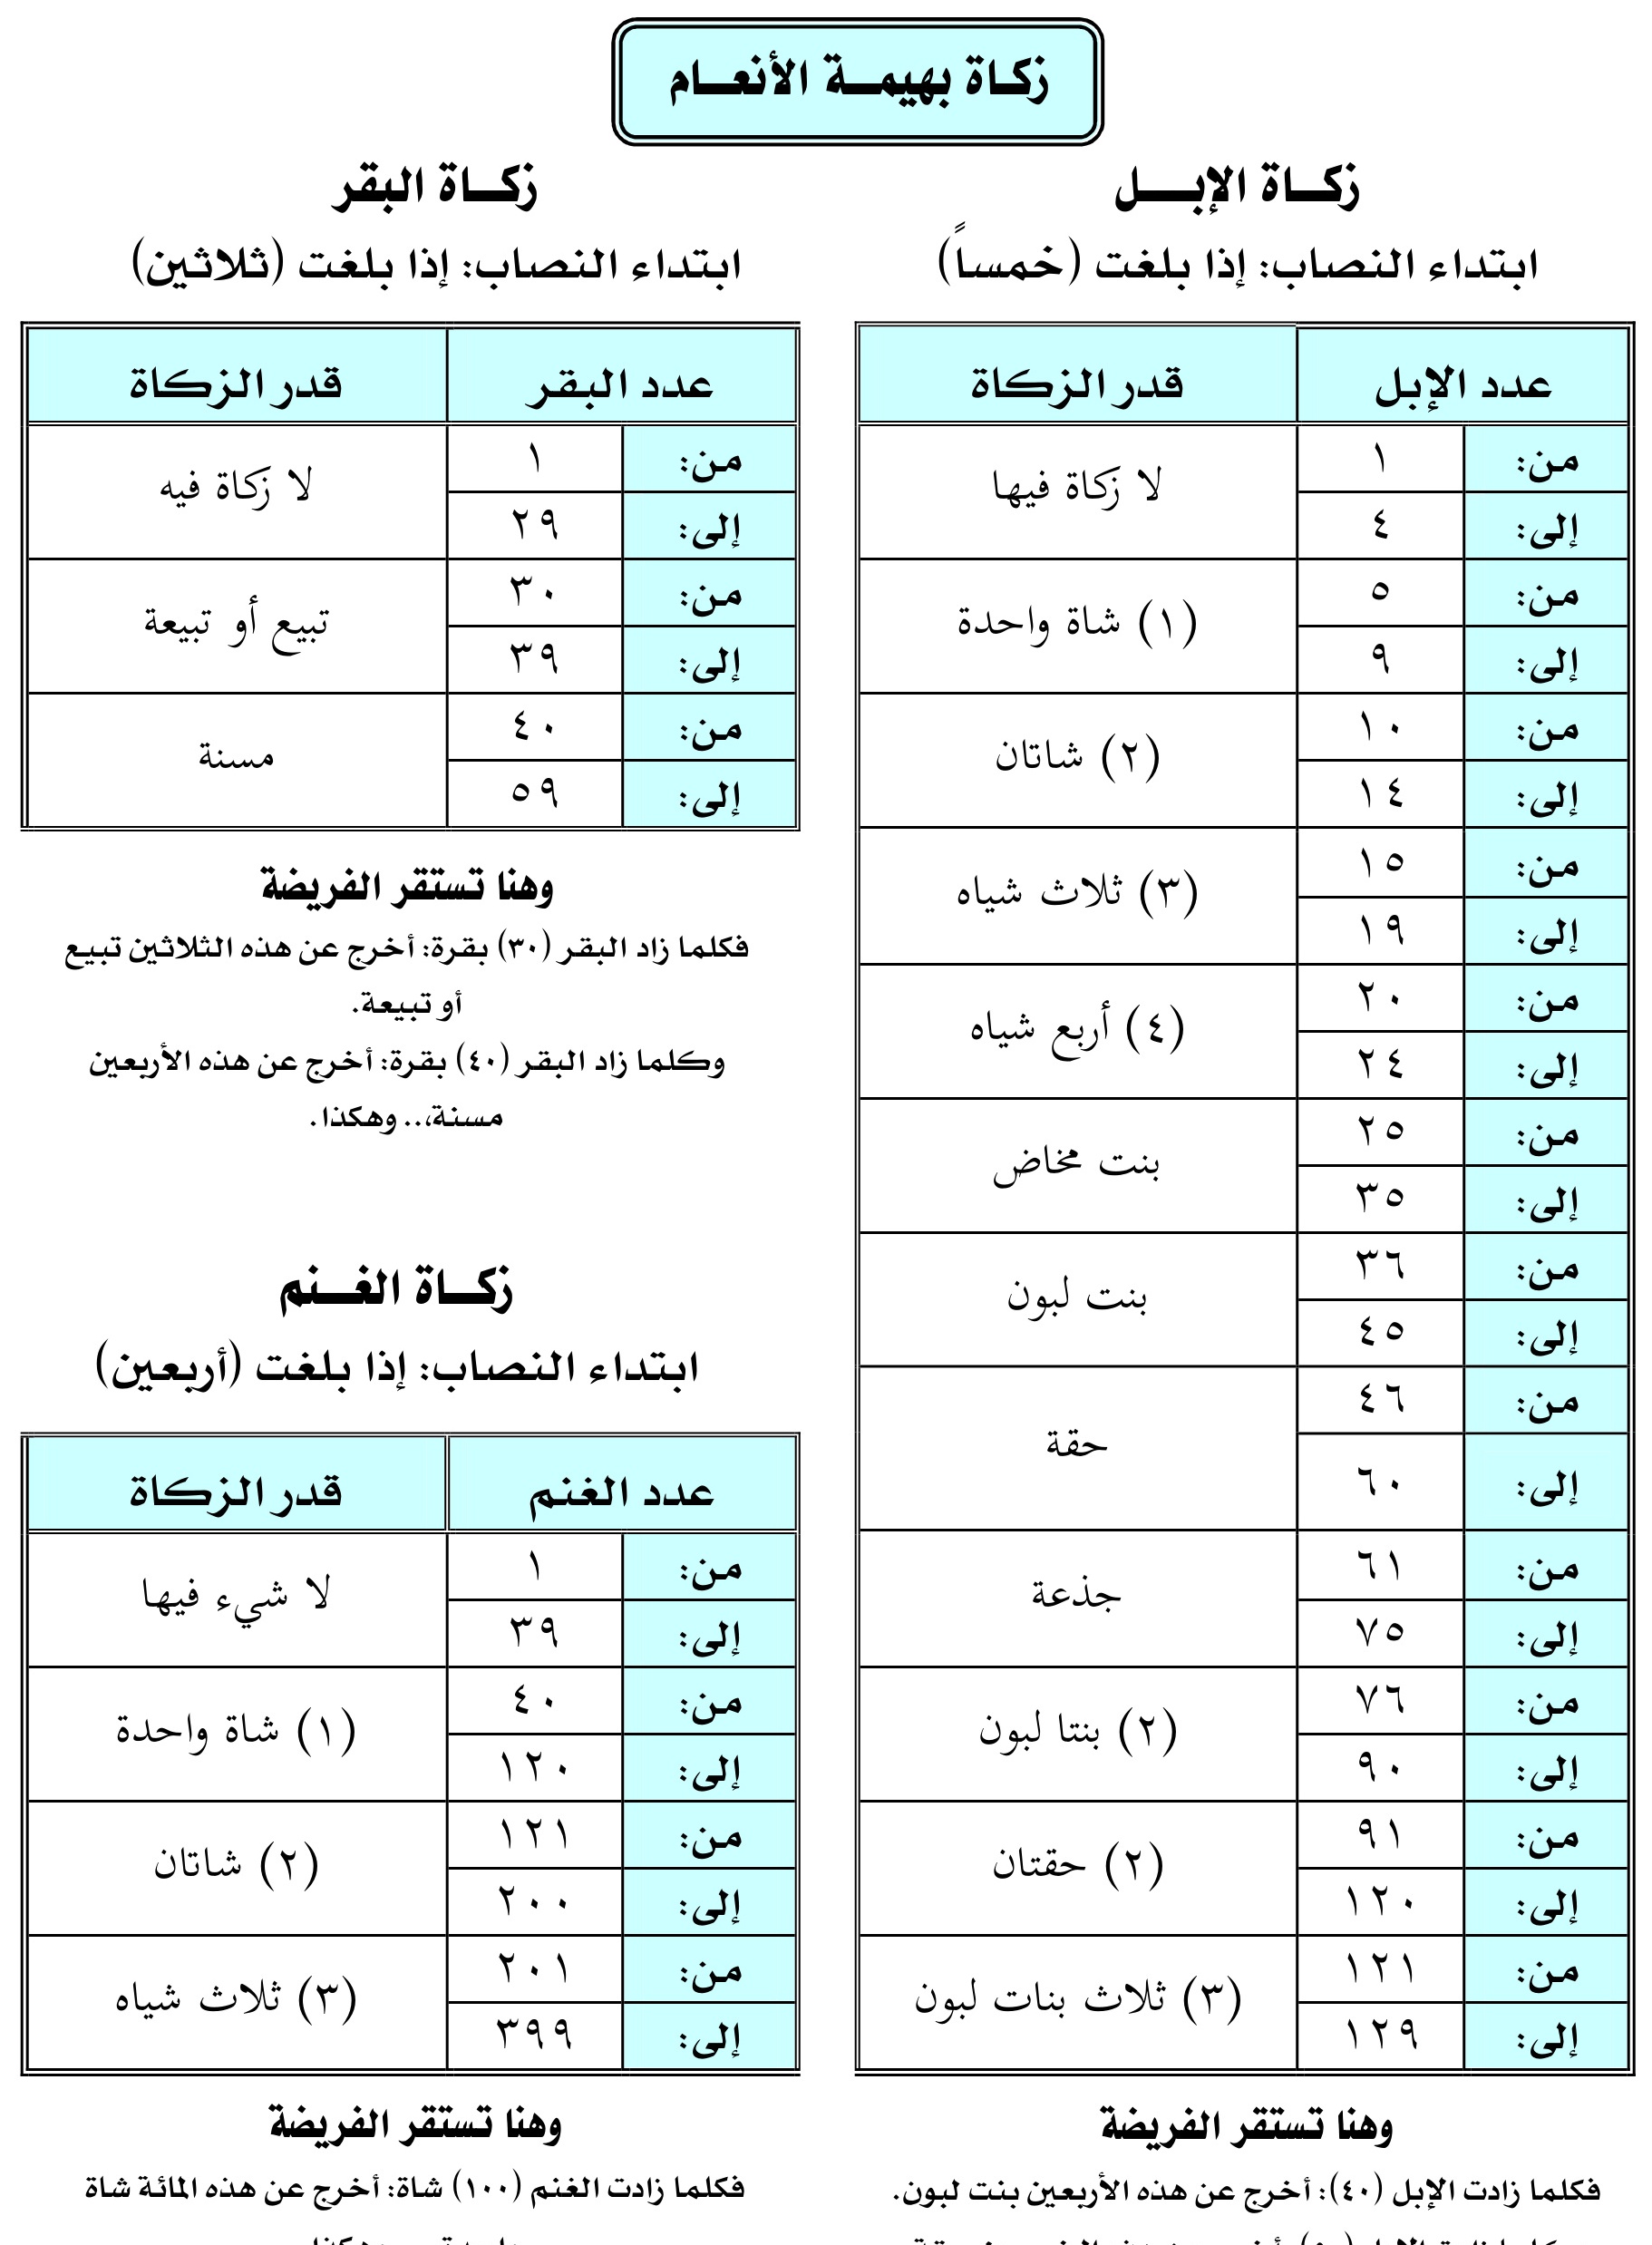 زكاة بهيمة الأنعام
زكاة الإبل
ابتداء النصاب: إذا بلغت (خمساً)
عدد الإبل قدر الزكاة
من: ١ لا زكاة فيها
إلى: ٤
من: ٥ (١) شاة واحدة
إلى: ٩
من: ١٠ (٢) شاتان
إلى: ١٤
من: ١٥ (٣) ثلاث شياه
إلى: ١٩
من: ٢٠ (٤) أربع شياه
إلى: ٢٤
من: ٢٥ بنت مخاض
إلى: ٣٥
من: ٣٦ بنت لبون
إلى: ٤٥
من: ٤٦ حقة
إلى: ٦٠
من: ٦١ جذعة
إلى: ٧٥
من: ٧٦ (٢) بنتا لبون
إلى: ٩٠
من: ٩١ (٢) حقتان
إلى: ١٢٠
من: ١٢١ (٣) ثلاث بنات لبون
إلى: ١٢٩
وهنا تستقر الفريضة
فكلما زادت الإبل (٤٠): أخرج عن هذه الأربعين بنت لبون.
زكاة البقر
ابتداء النصاب: إذا بلغت (ثلاثين)
عدد البقر قدر الزكاة
من: ١ لا زكاة فيه
إلى: ٢٩
من: ٣٠ تبيع أو تبيعة
إلى: ٣٩
من: ٤٠ مسنة
إلى: ٥٩
وهنا تستقر الفريضة
فكلما زاد البقر (٣٠) بقرة: أخرج عن هذه الثلاثين تبيع
أو تبيعة.
وكلما زاد البقر (٤٠) بقرة: أخرج عن هذه الأربعين
مسنة،.. وهكذا.
زكاة الغنم
ابتداء النصاب: إذا بلغت (أربعين)
عدد الغنم قدر الزكاة
من: ١ لا شيء فيها
إلى: ٣٩
من: ٤٠ (١) شاة واحدة
إلى: ١٢٠
من: ١٢١ (٢) شاتان
إلى: ٢٠٠
من: ٢٠١ (٣) ثلاث شياه
إلى: ٣٩٩
وهنا تستقر الفريضة
فكلما زادت الغنم (١٠٠) شاة: أخرج عن هذه المائة شاة